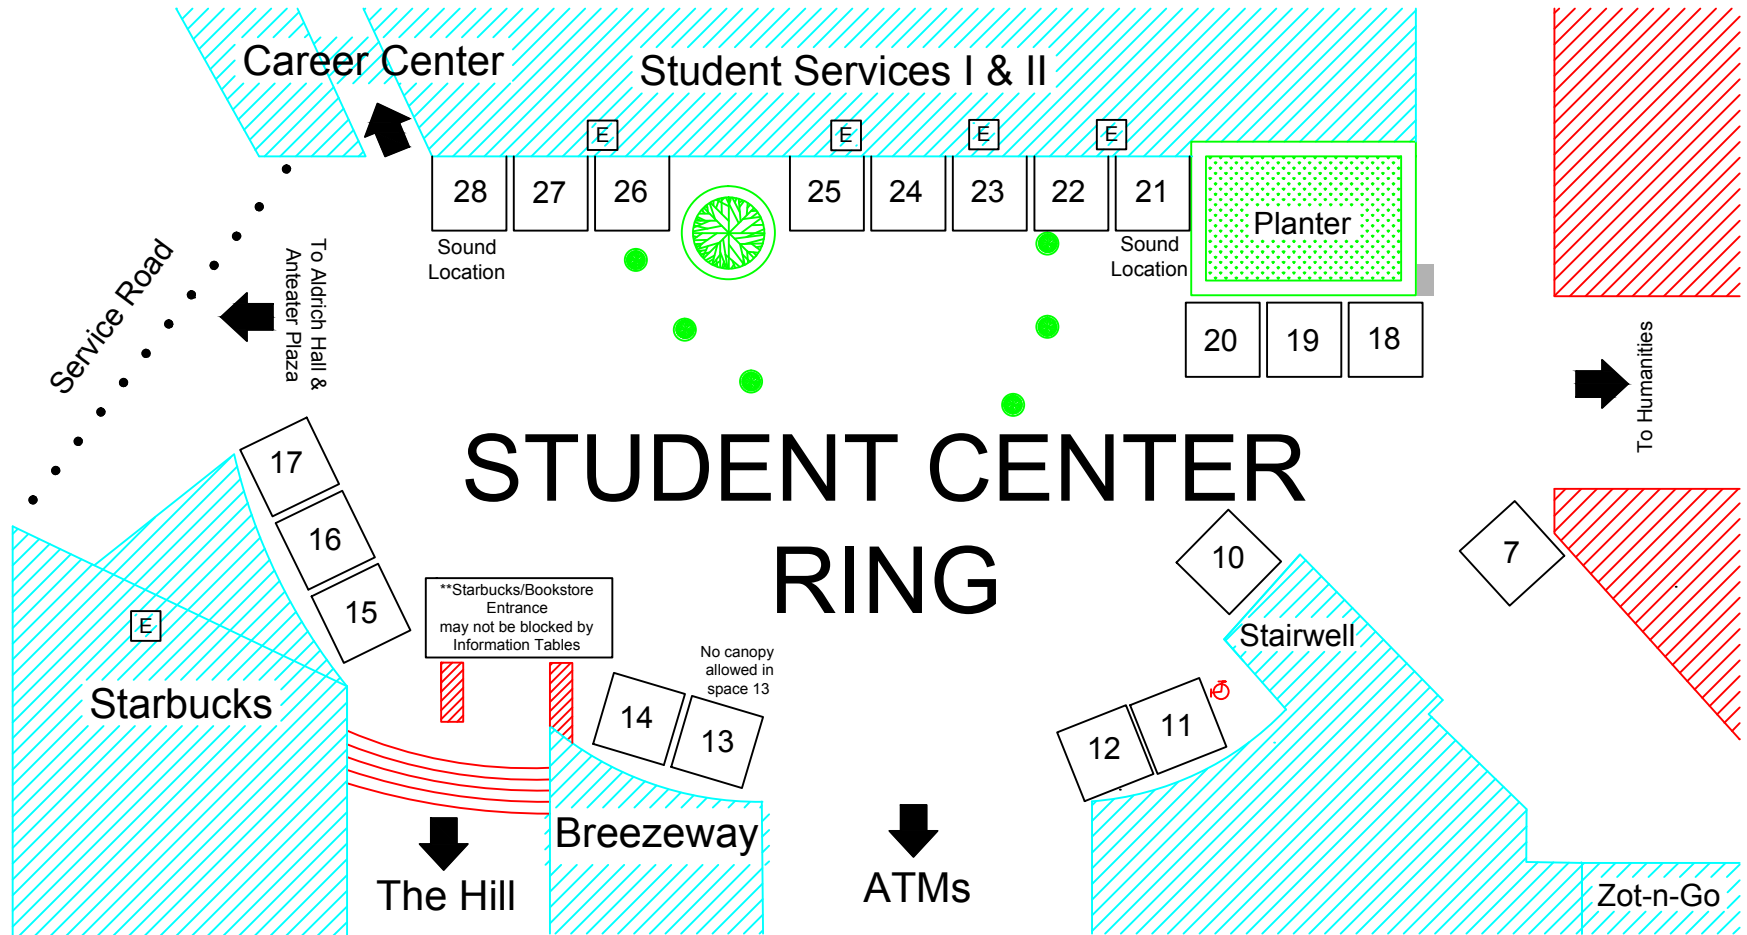 Career Center
Student Services I & II
E
E
E
E
28
27
26
25
24
23
22
21
Planter
Sound
Location
Sound
Location
Service Road
To Aldrich Hall &
Anteater Plaza
20
19
18
To Humanities
STUDENT CENTER
RING
17
16
15
10
7
E
**Starbucks/Bookstore
Entrance
may not be blocked by
Information Tables
Stairwell
No canopy
allowed in
space 13
Starbucks
14
13
12
11
Breezeway
The Hill
ATMs
Zot-n-Go